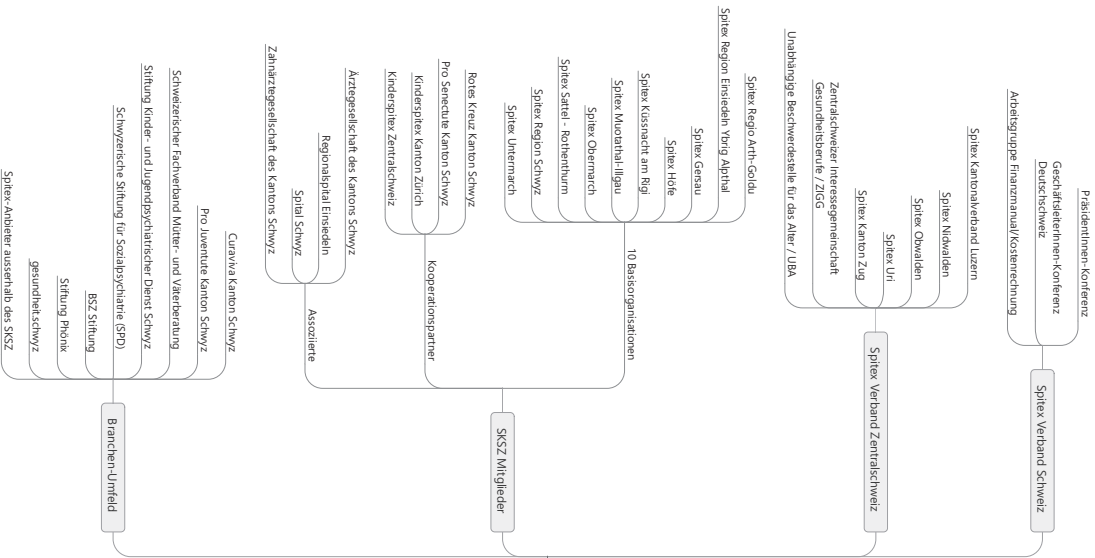 PräsidentInnen-Konferenz
GeschäftsleiterInnen-Konferenz
Deutschschweiz
Arbeitsgruppe Finanzmanual/Kostenrechnung
Spitex Verband Schweiz
Spitex Kantonalverband Luzern
Spitex Nidwalden
Spitex Obwalden
Spitex Uri
Spitex Kanton Zug
Zentralschweizer Interessegemeinschaft
Gesundheitsberufe / ZIGG
Unabhängige Beschwerdestelle für das Alter / UBA
Spitex Verband Zentralschweiz
Spitex Regio Arth-Goldu
Spitex Region Einsiedeln Ybrig Alpthal
Spitex Gersau
Spitex Höfe
Spitex Küssnacht am Rigi
Spitex Muotathal-Illgau
Spitex Obermarch
Spitex Sattel - Rothenthurm
Spitex Region Schwyz
Spitex Untermarch
10 Basisorganisationen
Rotes Kreuz Kanton Schwyz
Pro Senectute Kanton Schwyz
Kinderspitex Kanton Zürich
Kinderspitex Zentralschweiz
Kooperationspartner
Ärztegesellschaft des Kantons Schwyz
Regionalspital Einsiedeln
Spital Schwyz
Zahnärztegesellschaft des Kantons Schwyz
Assoziierte
SKSZ Mitglieder
Curaviva Kanton Schwyz
Pro Juventute Kanton Schwyz
Schweizerischer Fachverband Mütter- und Väterberatung
Stiftung Kinder- und Jugendpsychiatrischer Dienst Schwyz
Schwyzerische Stiftung für Sozialpsychiatrie (SPD)
BSZ Stiftung
Stiftung Phönix
gesundheit.schwyz
Spitex-Anbieter ausserhalb des SKSZ
Branchen-Umfeld